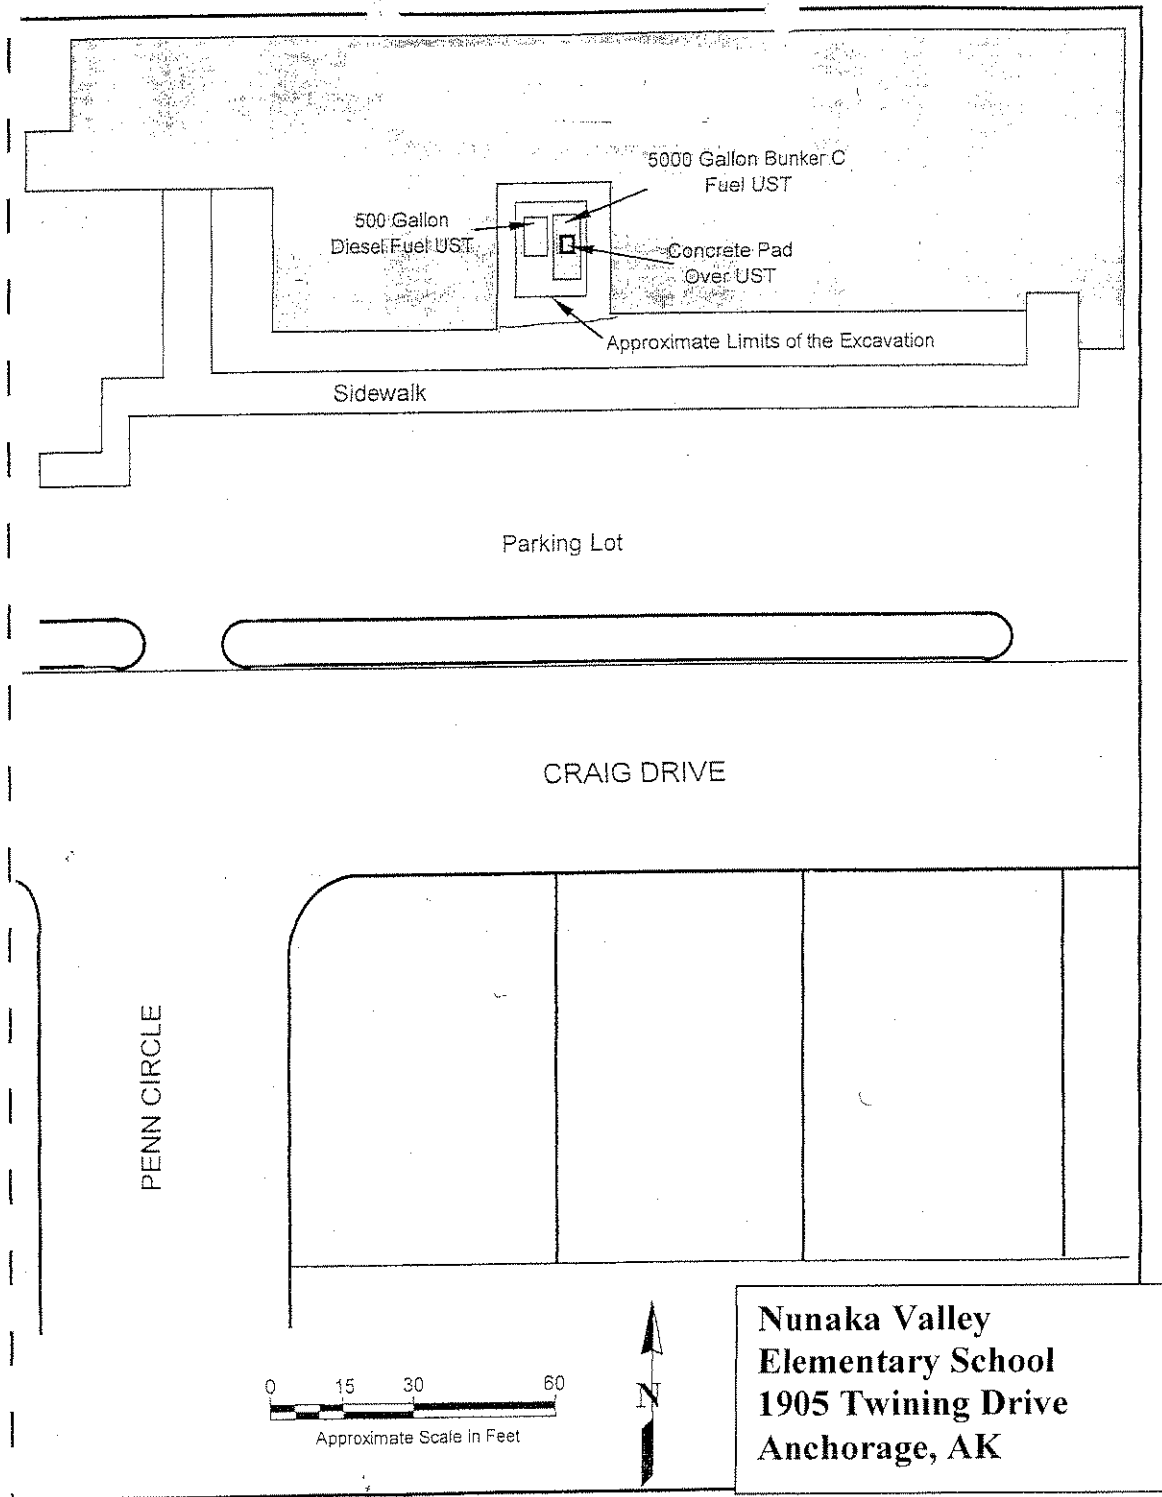 5000 Gallon Bunker C
Fuel UST
500 Gallon
Diesel Fuel UST
Concrete Pad
Over UST
Approximate Limits of the Excavation
Sidewalk
Parking Lot
CRAIG DRIVE
PENN CIRCLE
0 15 30 60
Approximate Scale in Feet
N
Nunaka Valley
Elementary School
1905 Twining Drive
Anchorage, AK